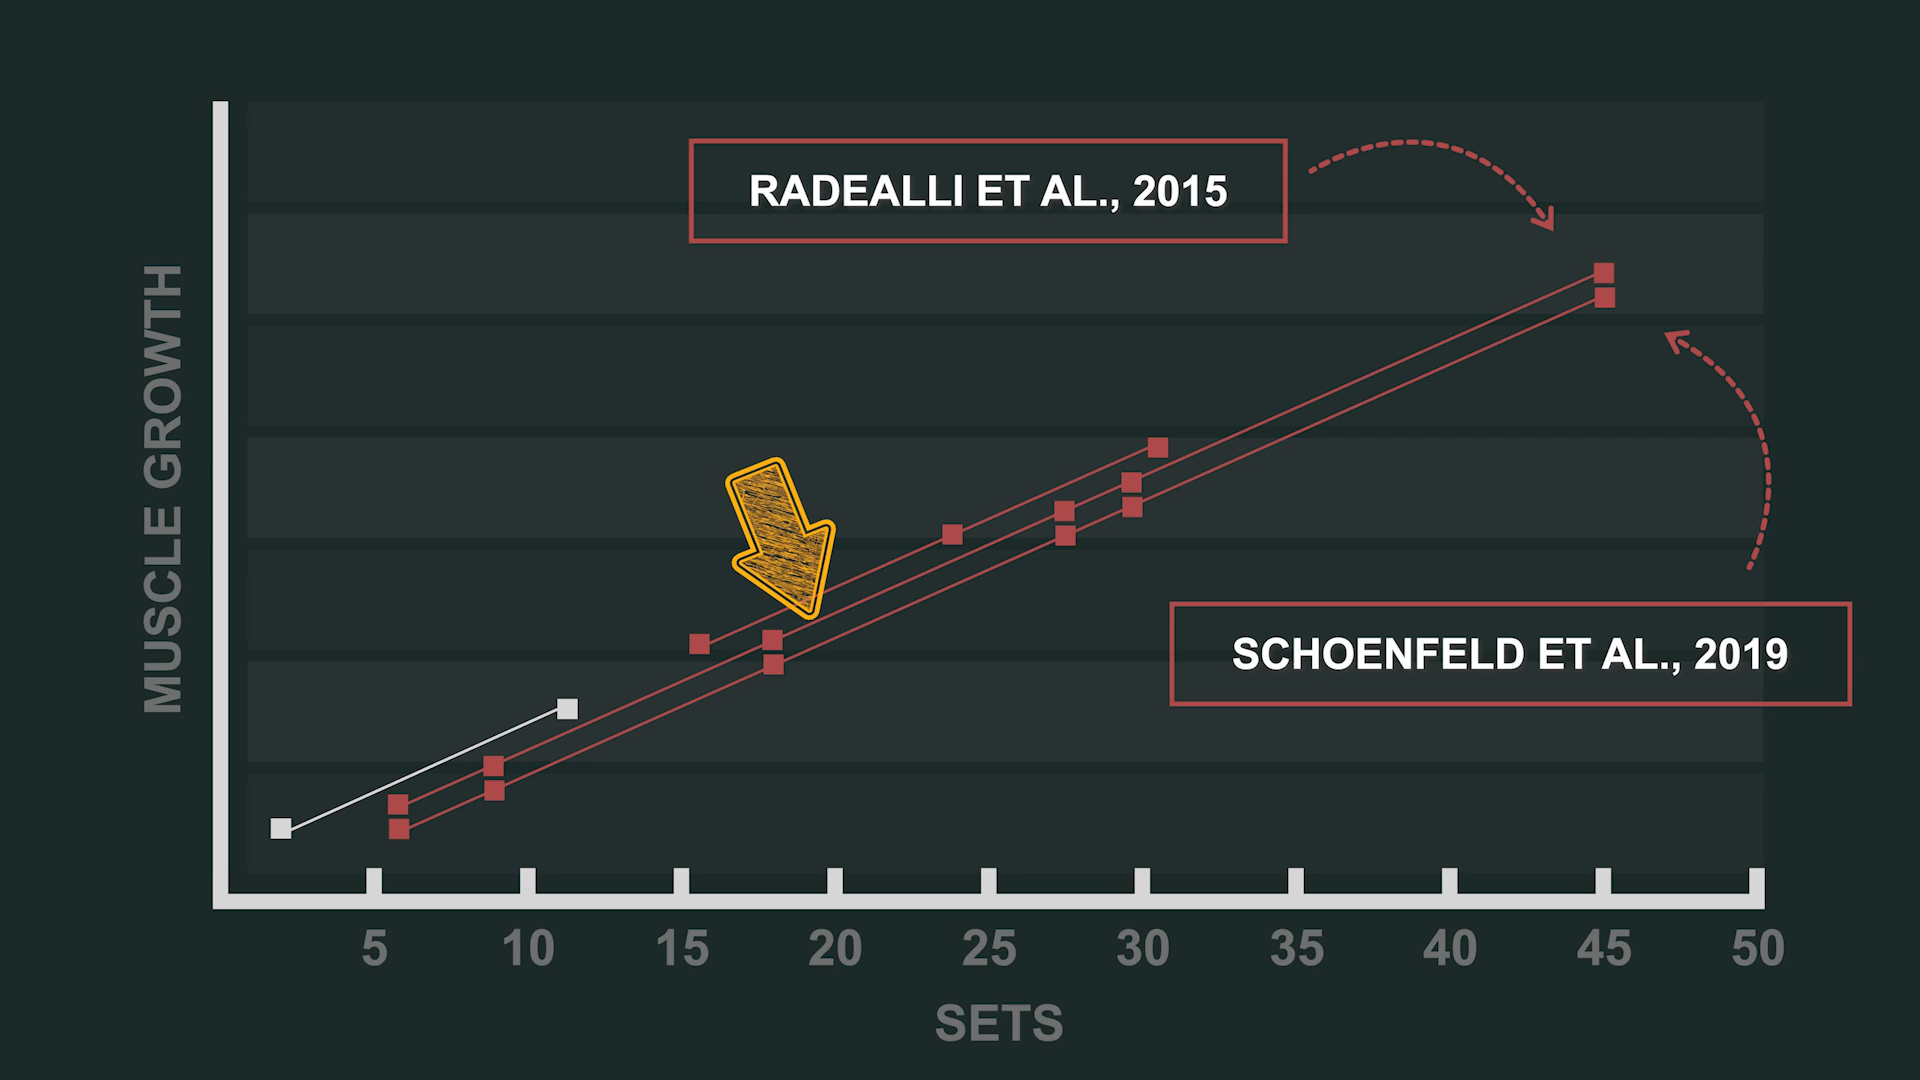 RADEALLI ET AL., 2015
MUSCLE GROWTH
SCHOENFELD ET AL., 2019
5 10 15 20 25 30 35 40 45 50
SETS